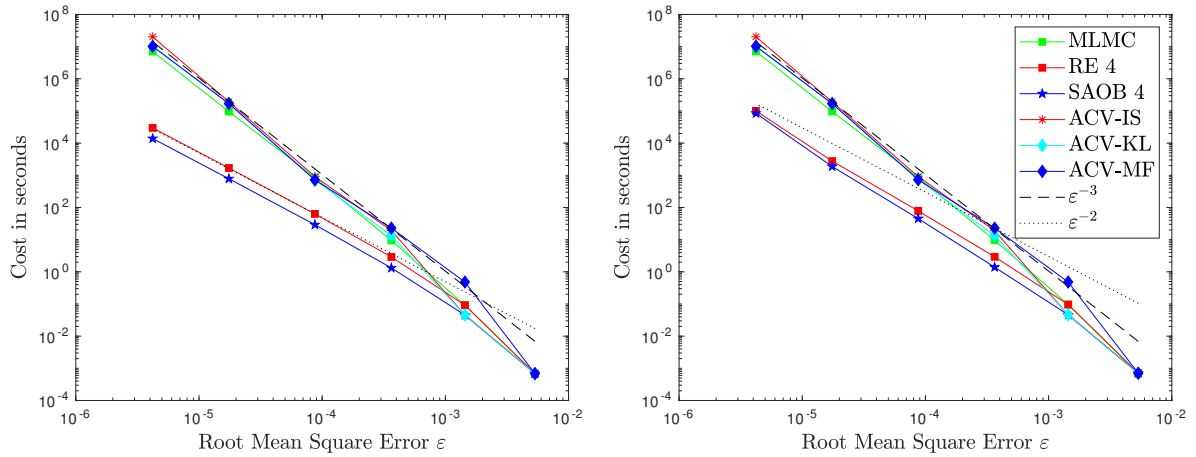 10^8
10^6
10^4
10^2
10^0
10^-2
10^-4
Cost in seconds
10^-6
10^-5
10^-4
10^-3
10^-2
Root Mean Square Error ε
10^8
10^6
10^4
10^2
10^0
10^-2
10^-4
Cost in seconds
10^-6
10^-5
10^-4
10^-3
10^-2
Root Mean Square Error ε
MLMC
RE 4
SAOB 4
ACV-IS
ACV-KL
ACV-MF
ε^-3
ε^-2